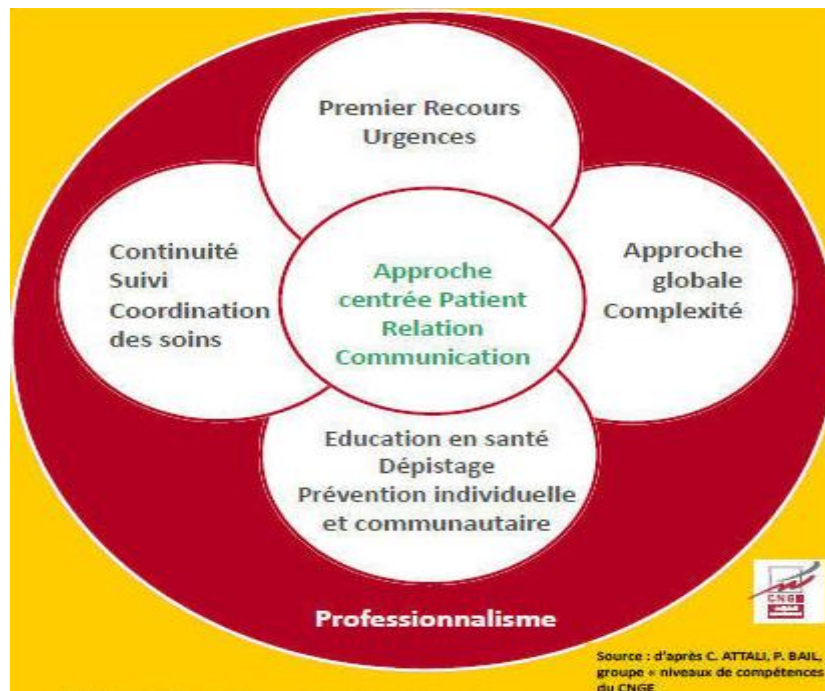 Premier Recours
Urgences
Continuité
Suivi
Coordination
des soins
Approche
centrée Patient
Relation
Communication
Approche
globale
Complexité
Education en santé
Dépistage
Prévention individuelle
et communautaire
Professionnalisme
CNGE
Source : d'après C. ATTALI, P. BAIL,
groupe « niveaux de compétences
du CNGE